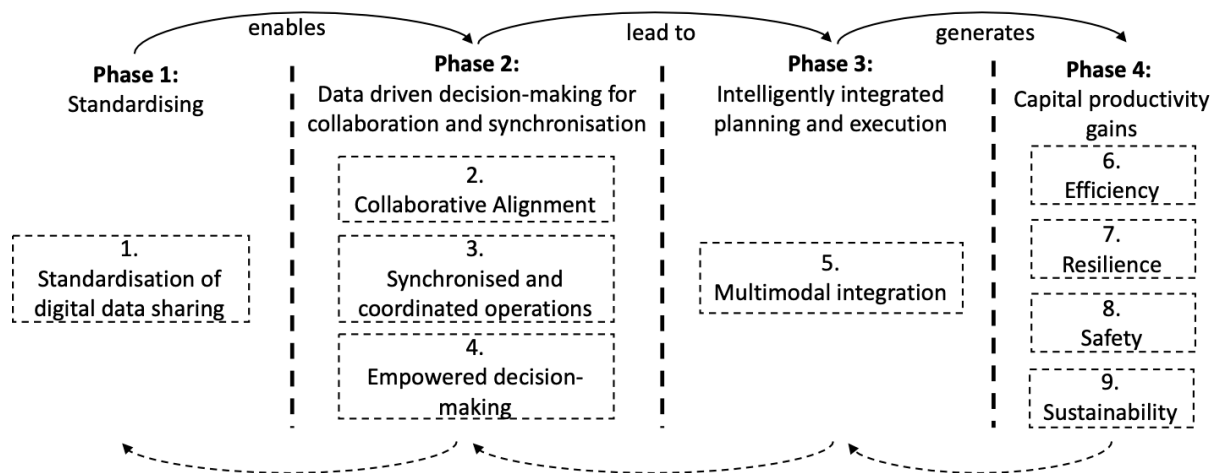 enables
lead to
generates
Phase 1:
Standardising
1.
Standardisation of
digital data sharing
Phase 2:
Data driven decision-making for
collaboration and synchronisation
2.
Collaborative Alignment
3.
Synchronised and
coordinated operations
4.
Empowered decision-
making
Phase 3:
Intelligently integrated
planning and execution
5.
Multimodal integration
Phase 4:
Capital productivity
gains
6.
Efficiency
7.
Resilience
8.
Safety
9.
Sustainability